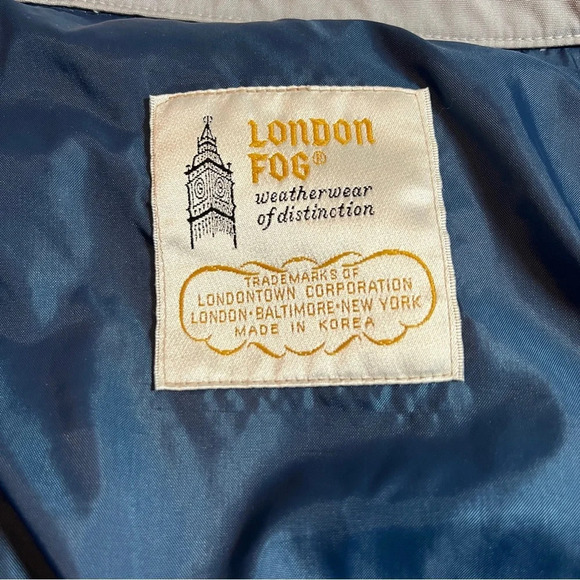 LONDON
FOG®
weatherwear
of distinction
TRADEMARKS OF
LONDONTOWN CORPORATION
LONDON·BALTIMORE·NEW YORK
MADE IN KOREA